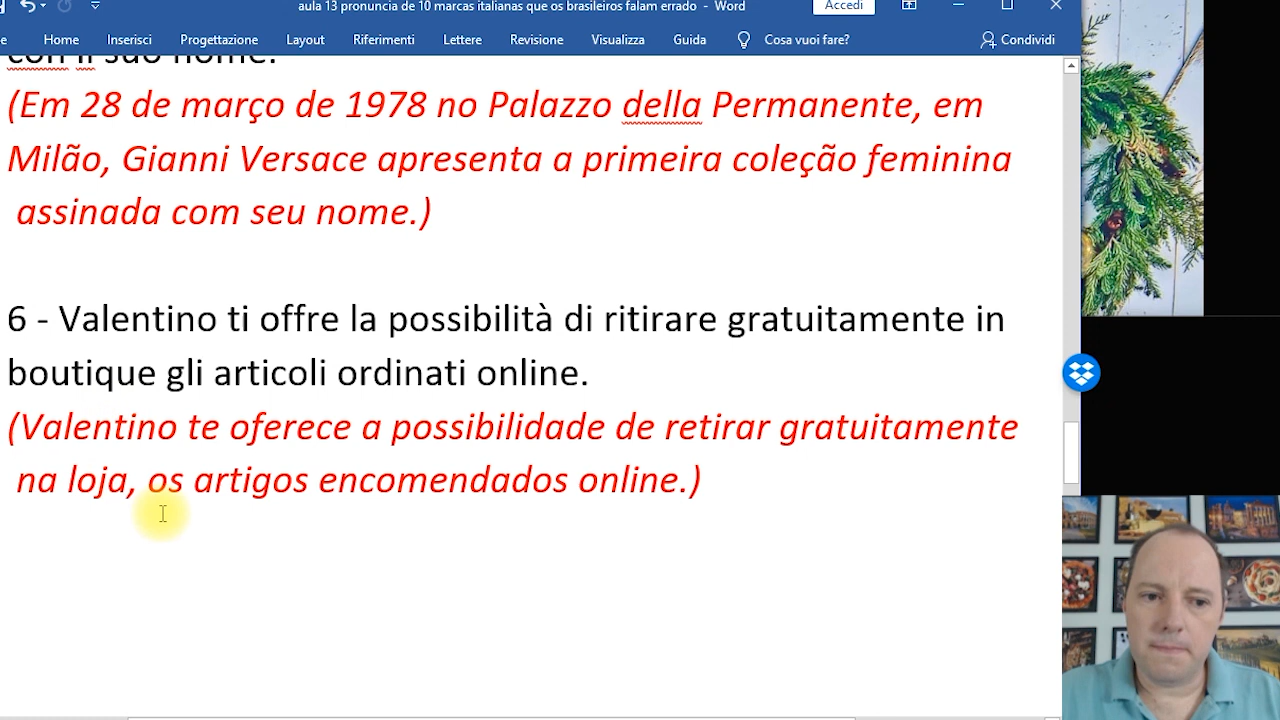 aula 13 pronuncia de 10 marcas italianas que os brasileiros falam errado - Word
Accedi
Home Inserisci Progettazione Layout Riferimenti Lettere Revisione Visualizza Guida Cosa vuoi fare? Condividi
con il suo nome.
(Em 28 de março de 1978 no Palazzo della Permanente, em
Milão, Gianni Versace apresenta a primeira coleção feminina
assinada com seu nome.)
6 - Valentino ti offre la possibilità di ritirare gratuitamente in
boutique gli articoli ordinati online.
(Valentino te oferece a possibilidade de retirar gratuitamente
na loja, os artigos encomendados online.)